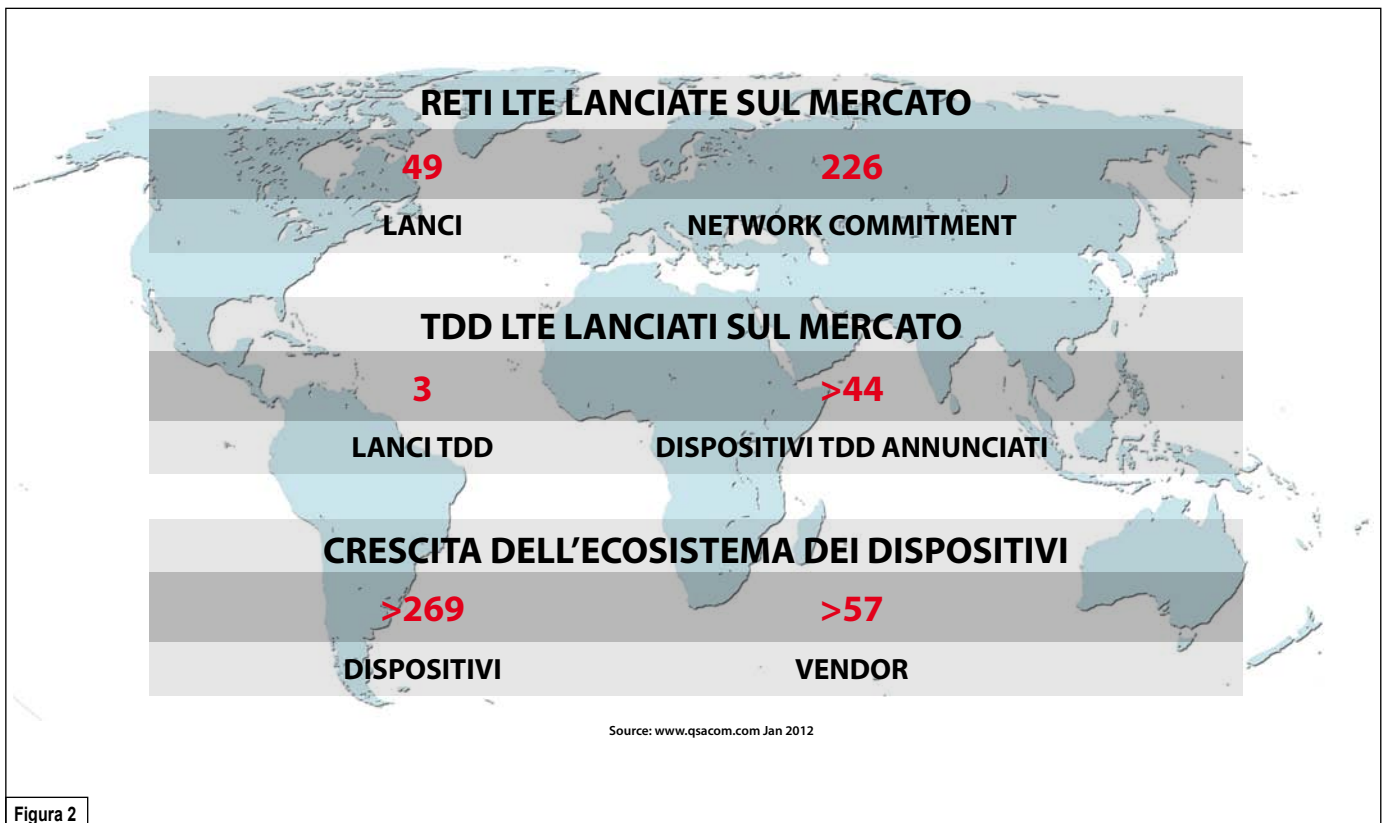 RETI LTE LANCIATE SUL MERCATO
49 226
LANCI NETWORK COMMITMENT
TDD LTE LANCIATI SUL MERCATO
3 >44
LANCI TDD DISPOSITIVI TDD ANNUNCIATI
CRESCITA DELL’ECOSISTEMA DEI DISPOSITIVI
>269 >57
DISPOSITIVI VENDOR
Source: www.qsacom.com Jan 2012
Figura 2